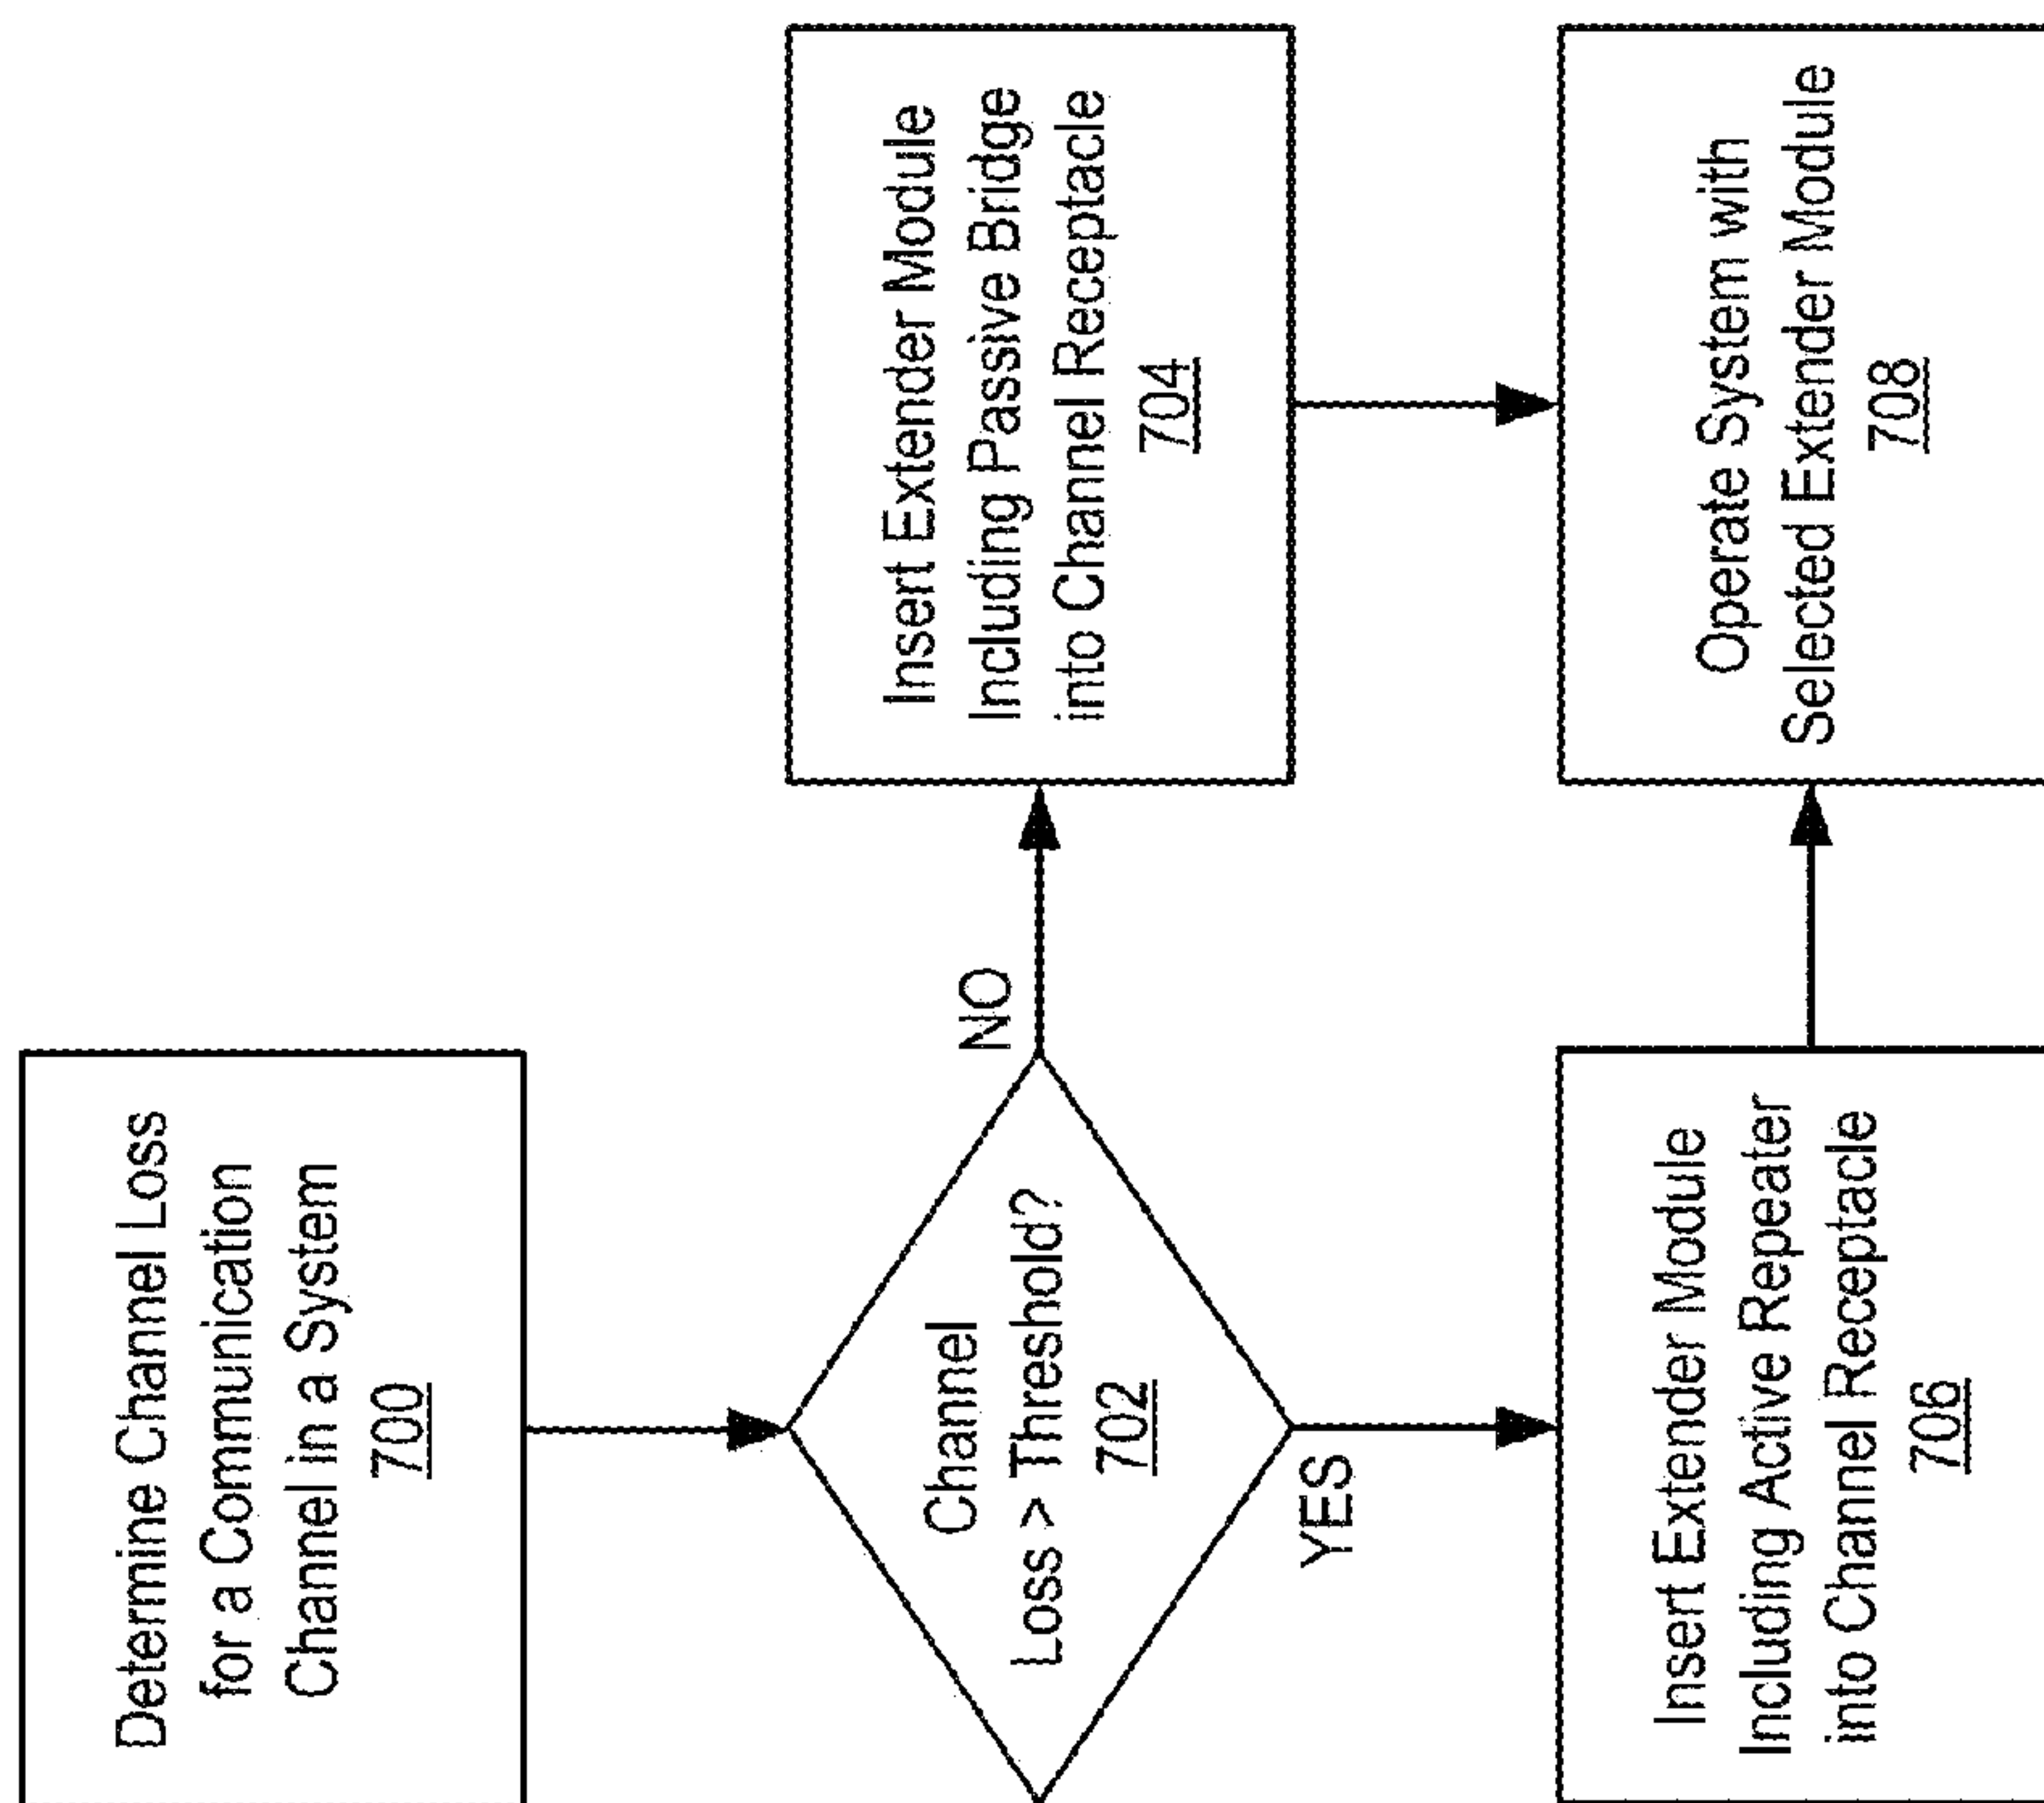 Determine Channel Loss
for a Communication
Channel in a System
700
Channel
Loss > Threshold?
702
NO
YES
Insert Extender Module
Including Passive Bridge
into Channel Receptacle
704
Insert Extender Module
Including Active Repeater
into Channel Receptacle
706
Operate System with
Selected Extender Module
708